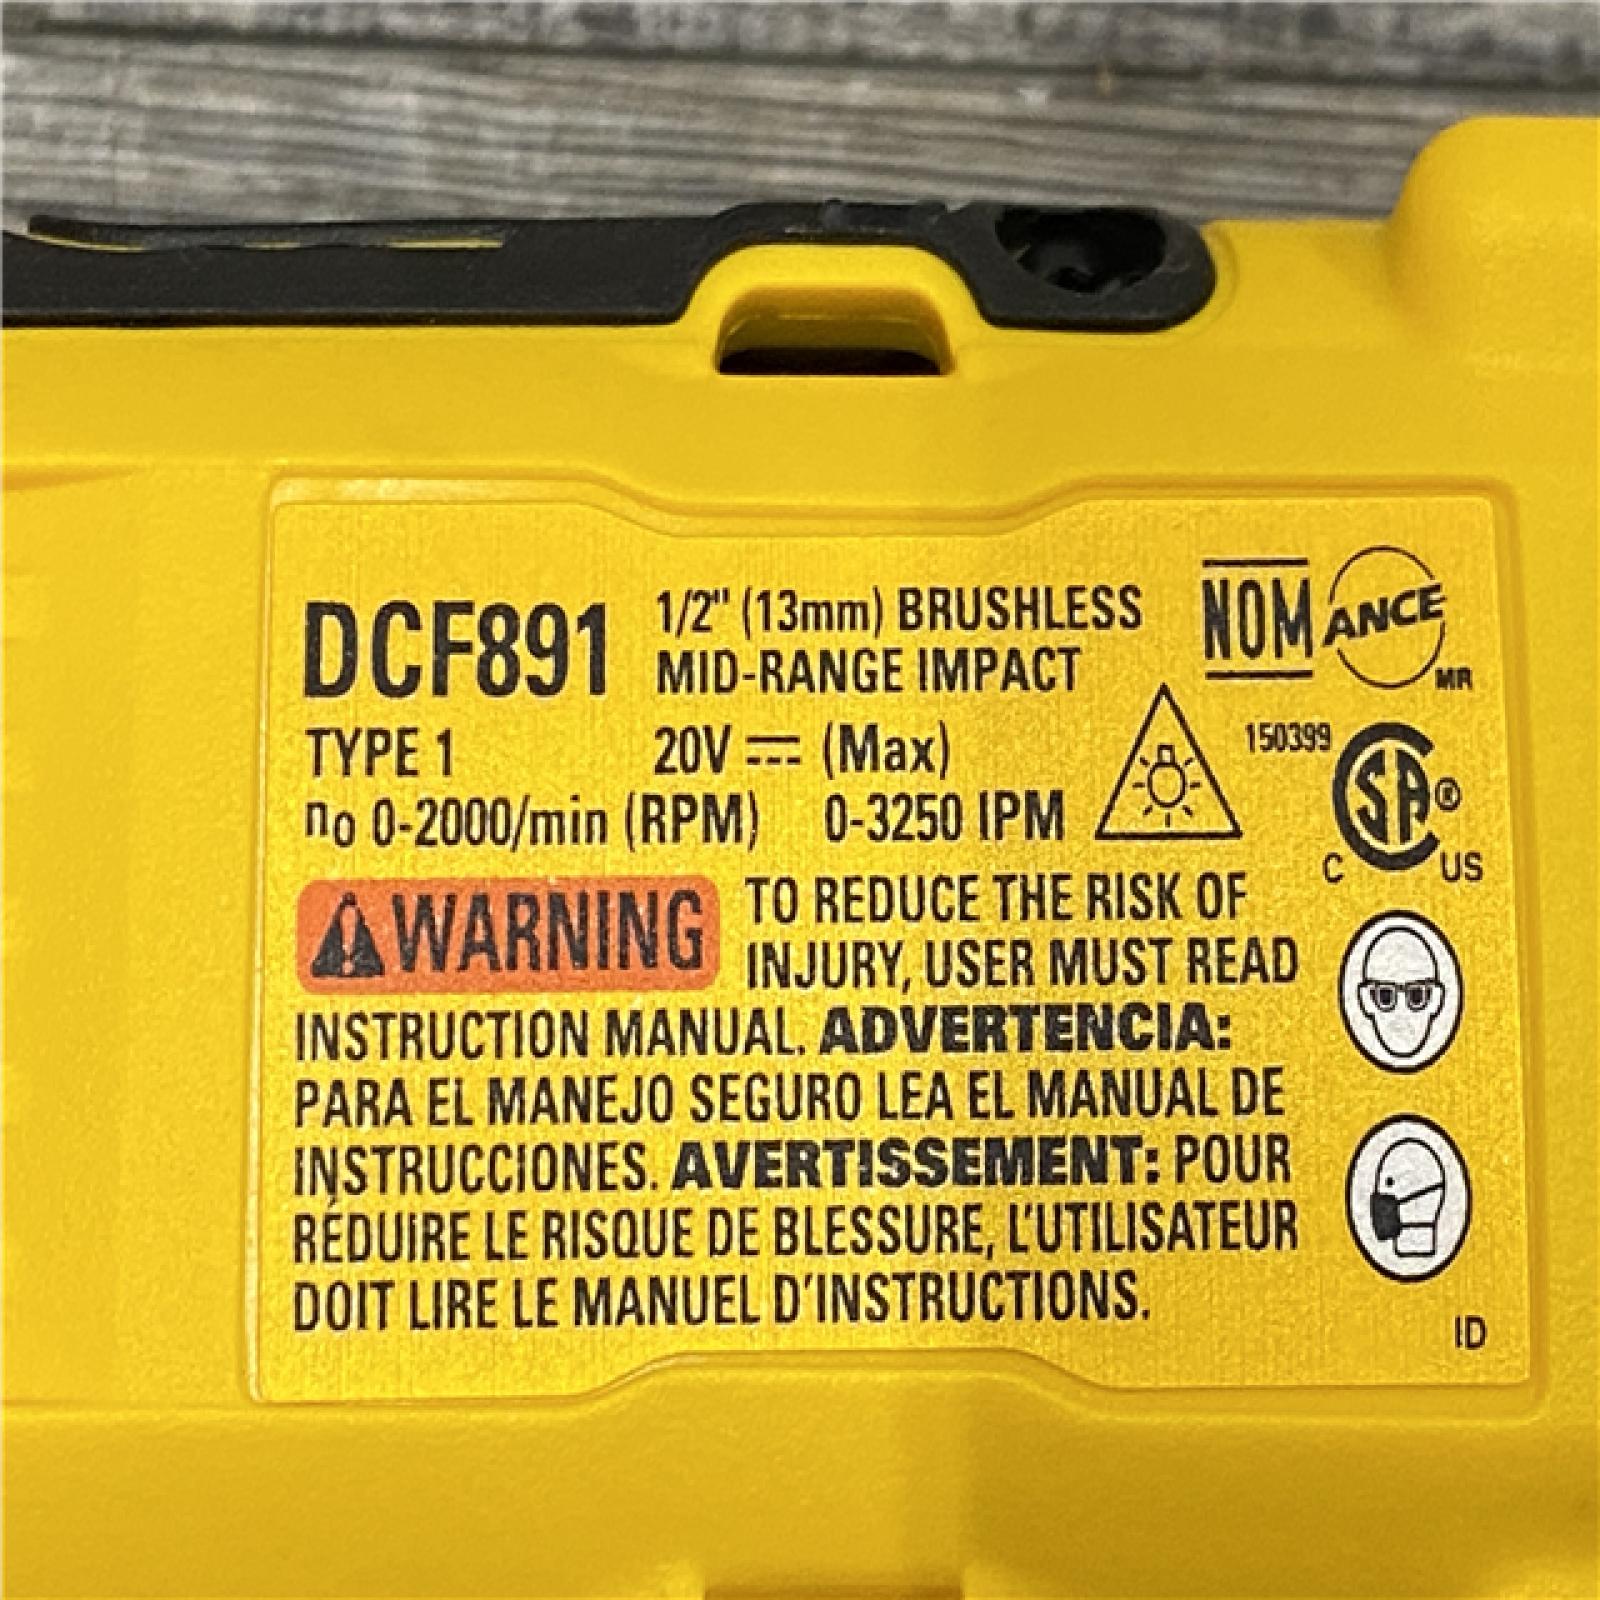 DCF891
1/2" (13mm) BRUSHLESS
MID-RANGE IMPACT
TYPE 1
20V ⎓ (Max)
n₀ 0-2000/min (RPM)
0-3250 IPM
NOM
ANCE
MR
150399
SA®
C US
WARNING TO REDUCE THE RISK OF
INJURY, USER MUST READ
INSTRUCTION MANUAL. ADVERTENCIA:
PARA EL MANEJO SEGURO LEA EL MANUAL DE
INSTRUCCIONES. AVERTISSEMENT: POUR
RÉDUIRE LE RISQUE DE BLESSURE, L'UTILISATEUR
DOIT LIRE LE MANUEL D'INSTRUCTIONS.
ID